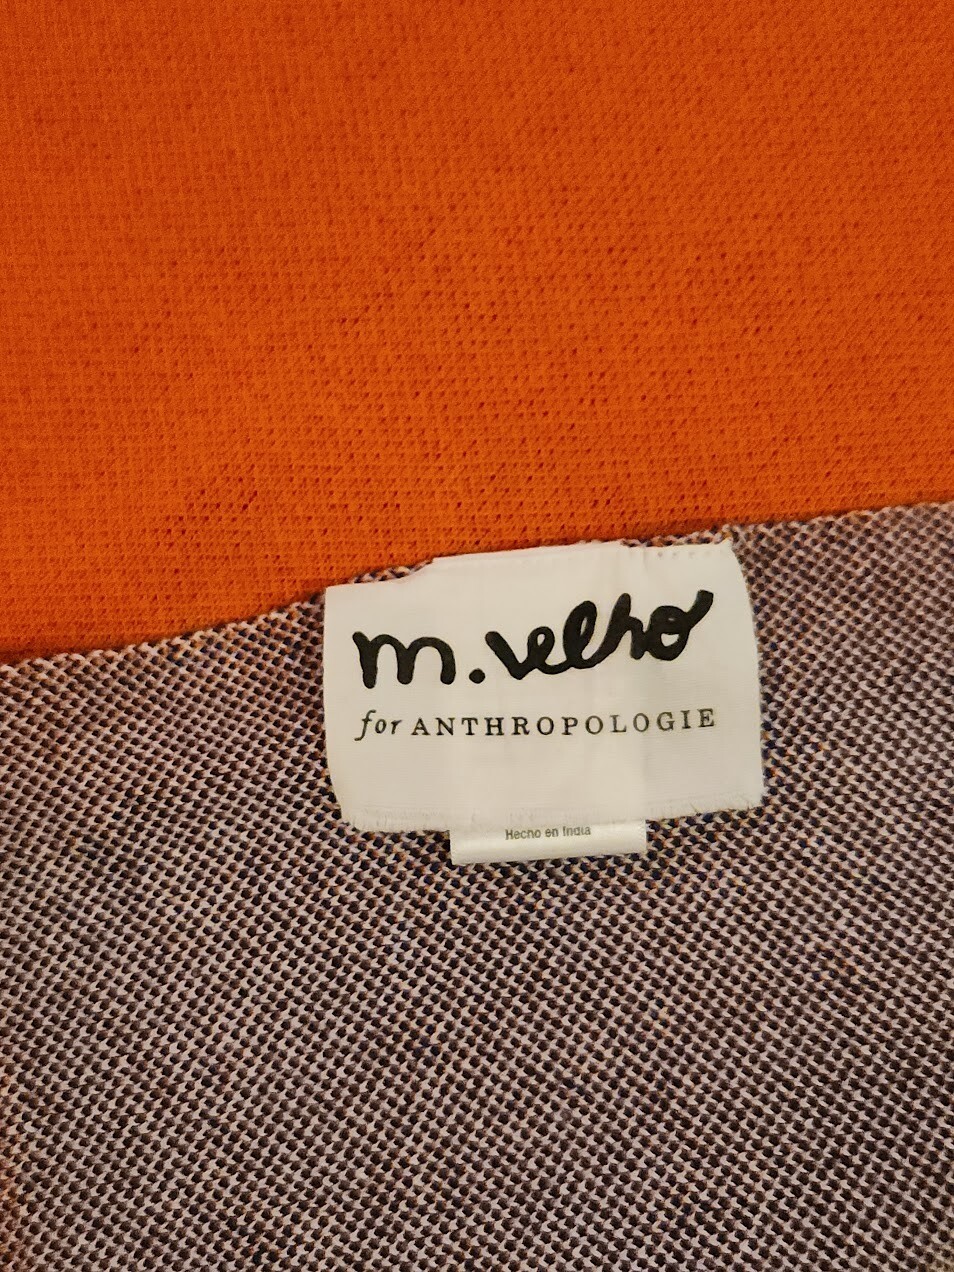 m. velho
for ANTHROPOLOGIE
Hecho en India